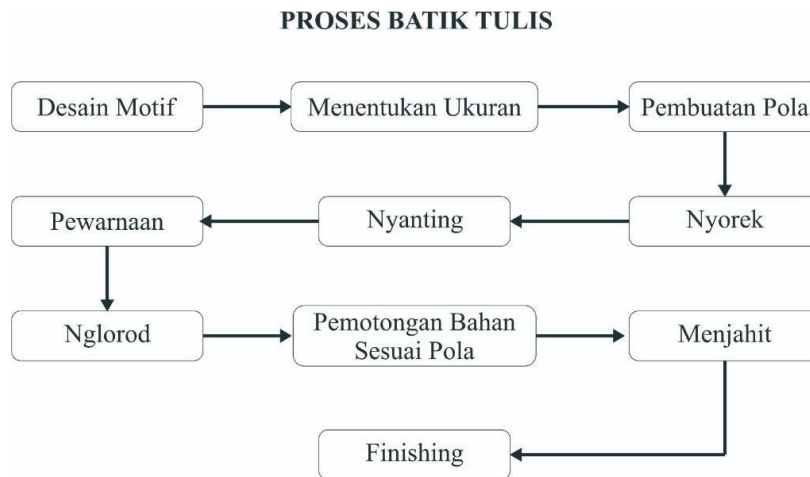 PROSES BATIK TULIS
Desain Motif
Menentukan Ukuran
Pembuatan Pola
Nyorek
Nyanting
Pewarnaan
Nglorod
Pemotongan Bahan
Sesuai Pola
Menjahit
Finishing